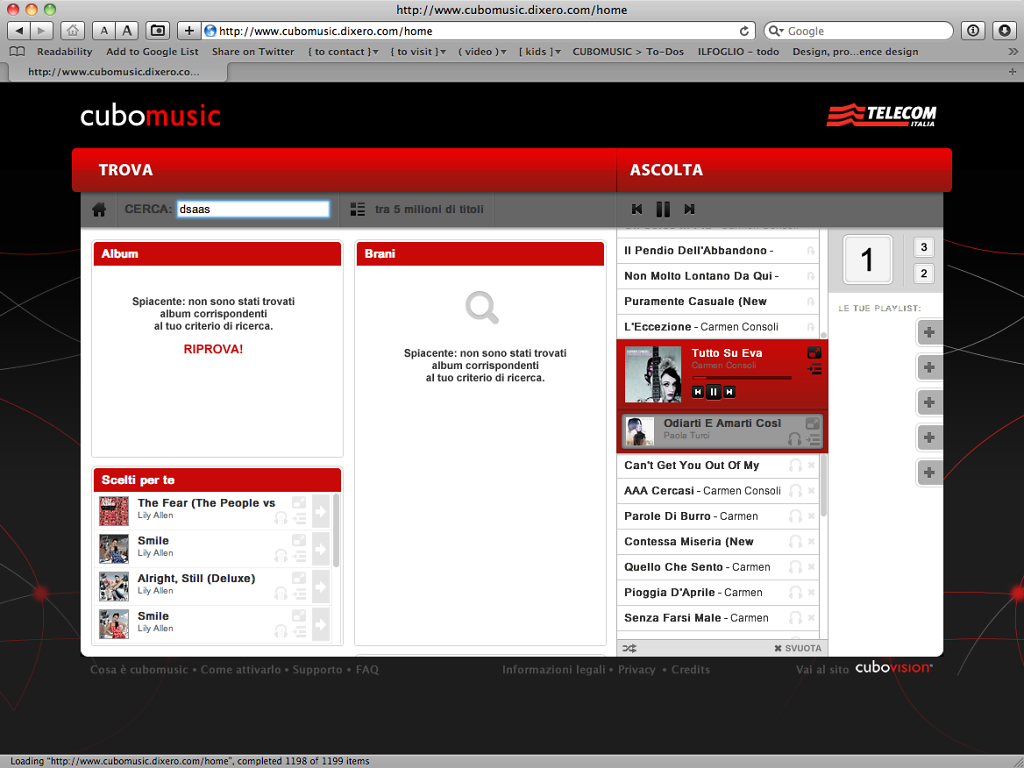 http://www.cubomusic.dixero.com/home
A A http://www.cubomusic.dixero.com/home Google
Readability Add to Google List Share on Twitter [ to contact ] { to visit ] ( video ) [ kids ] CUBOMUSIC > To-Dos ILFOGLIO - todo Design, pro...ence design
http://www.cubomusic.dixero.co...
cubomusic
TELECOM
ITALIA
TROVA
ASCOLTA
CERCA: dsaas
tra 5 milioni di titoli
Album
Spiacente: non sono stati trovati
album corrispondenti
al tuo criterio di ricerca.
RIPROVA!
Scelti per te
The Fear (The People vs
Lily Allen
Smile
Lily Allen
Alright, Still (Deluxe)
Lily Allen
Smile
Lily Allen
Brani
Spiacente: non sono stati trovati
album corrispondenti
al tuo criterio di ricerca.
Il Pendio Dell'Abbandono -
Non Molto Lontano Da Qui -
Puramente Casuale (New
L'Eccezione - Carmen Consoli
Tutto Su Eva
Carmen Consoli
Odiarti E Amarti Così
Paola Turci
Can't Get You Out Of My
AAA Cercasi - Carmen Consoli
Parole Di Burro - Carmen
Contessa Miseria (New
Quello Che Sento - Carmen
Pioggia D'Aprile - Carmen
Senza Farsi Male - Carmen
SVUOTA
1
3
2
LE TUE PLAYLIST:
Cosa è cubomusic • Come attivarlo • Supporto • FAQ
Informazioni legali • Privacy • Credits
Vai al sito cubovision
Loading "http://www.cubomusic.dixero.com/home", completed 1198 of 1199 items